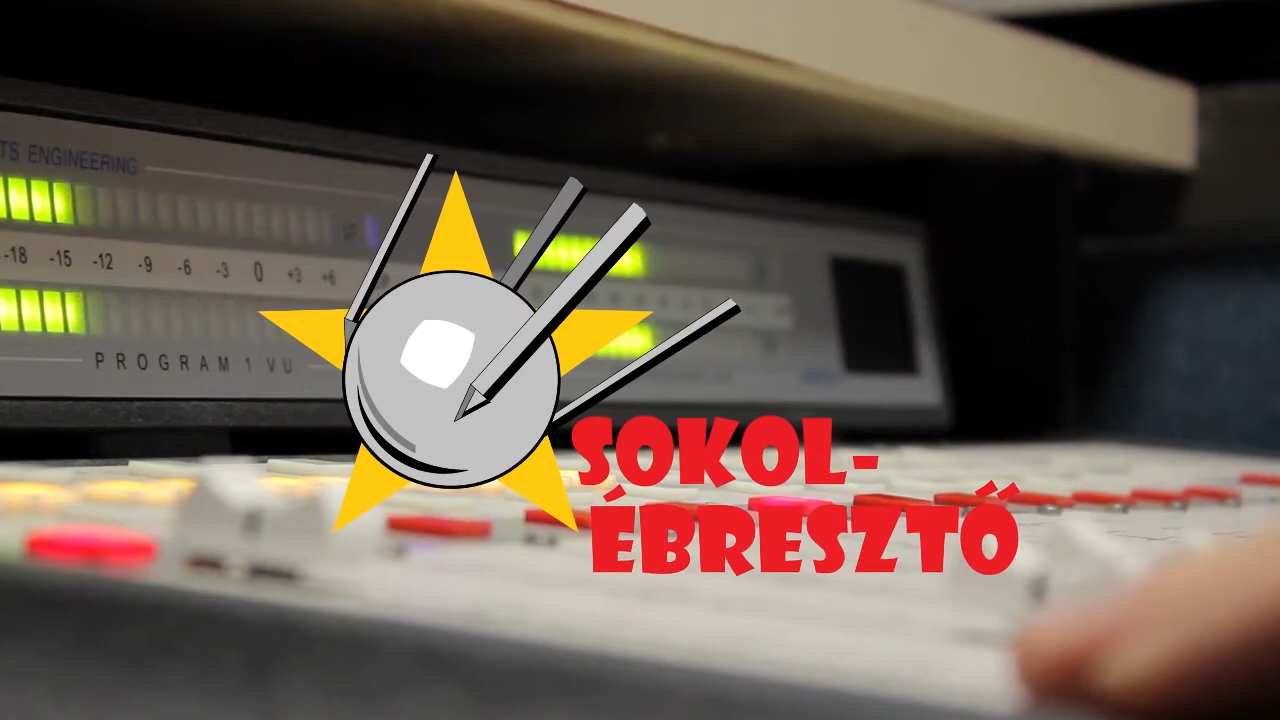 TS ENGINEERING
-18 -15 -12 -9 -6 -3 0 +3 +6
PROGRAM 1 VU
SOKOL-
ÉBRESZTŐ